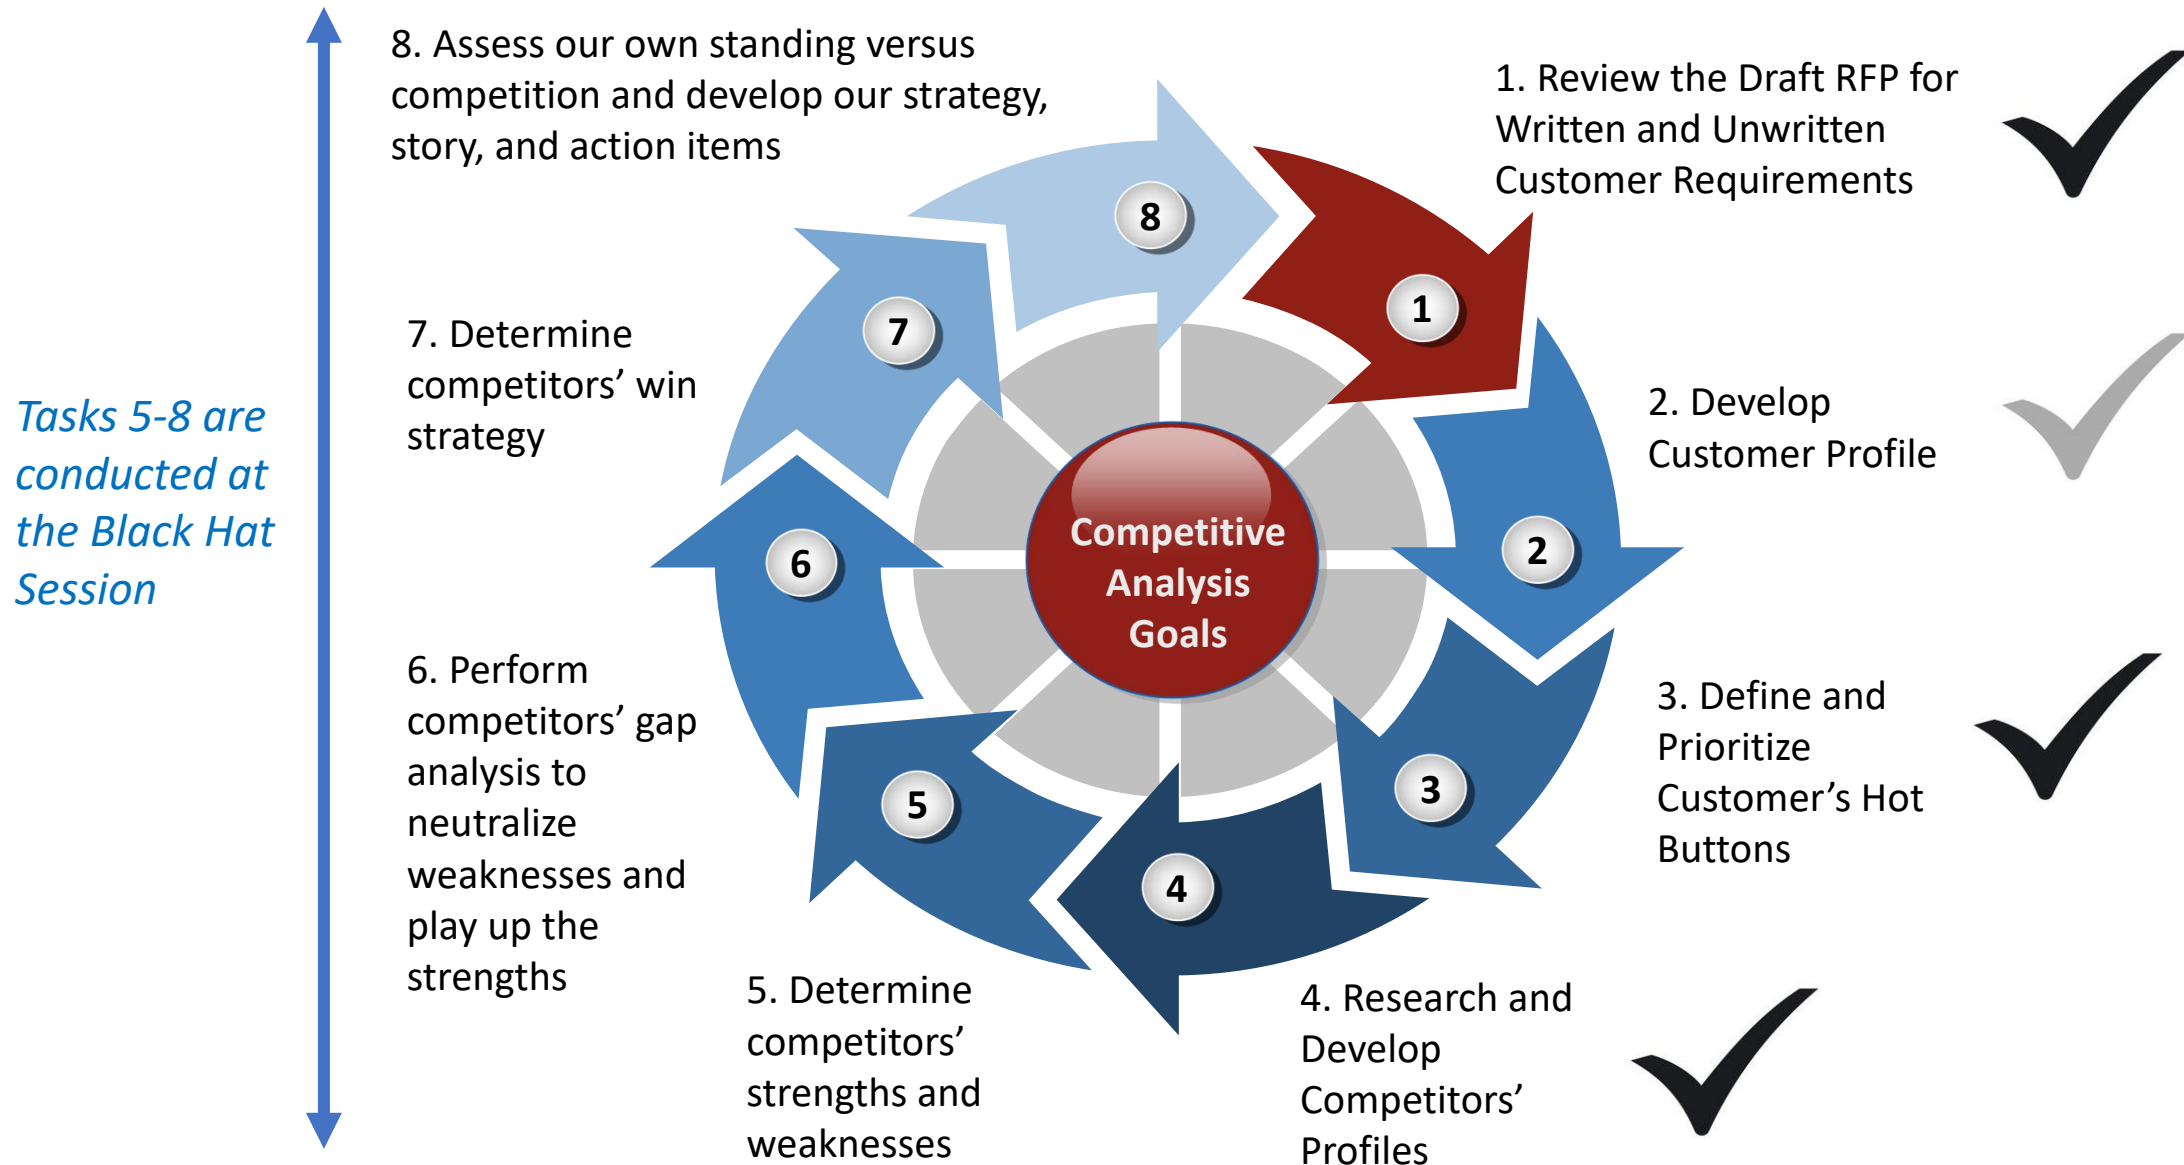 8. Assess our own standing versus
competition and develop our strategy,
story, and action items
1. Review the Draft RFP for
Written and Unwritten
Customer Requirements
8
1
7. Determine
competitors’ win
strategy
7
2. Develop
Customer Profile
Tasks 5-8 are
conducted at
the Black Hat
Session
6
Competitive
Analysis
Goals
2
6. Perform
competitors’ gap
analysis to
neutralize
weaknesses and
play up the
strengths
3. Define and
Prioritize
Customer’s Hot
Buttons
5
3
4
5. Determine
competitors’
strengths and
weaknesses
4. Research and
Develop
Competitors’
Profiles